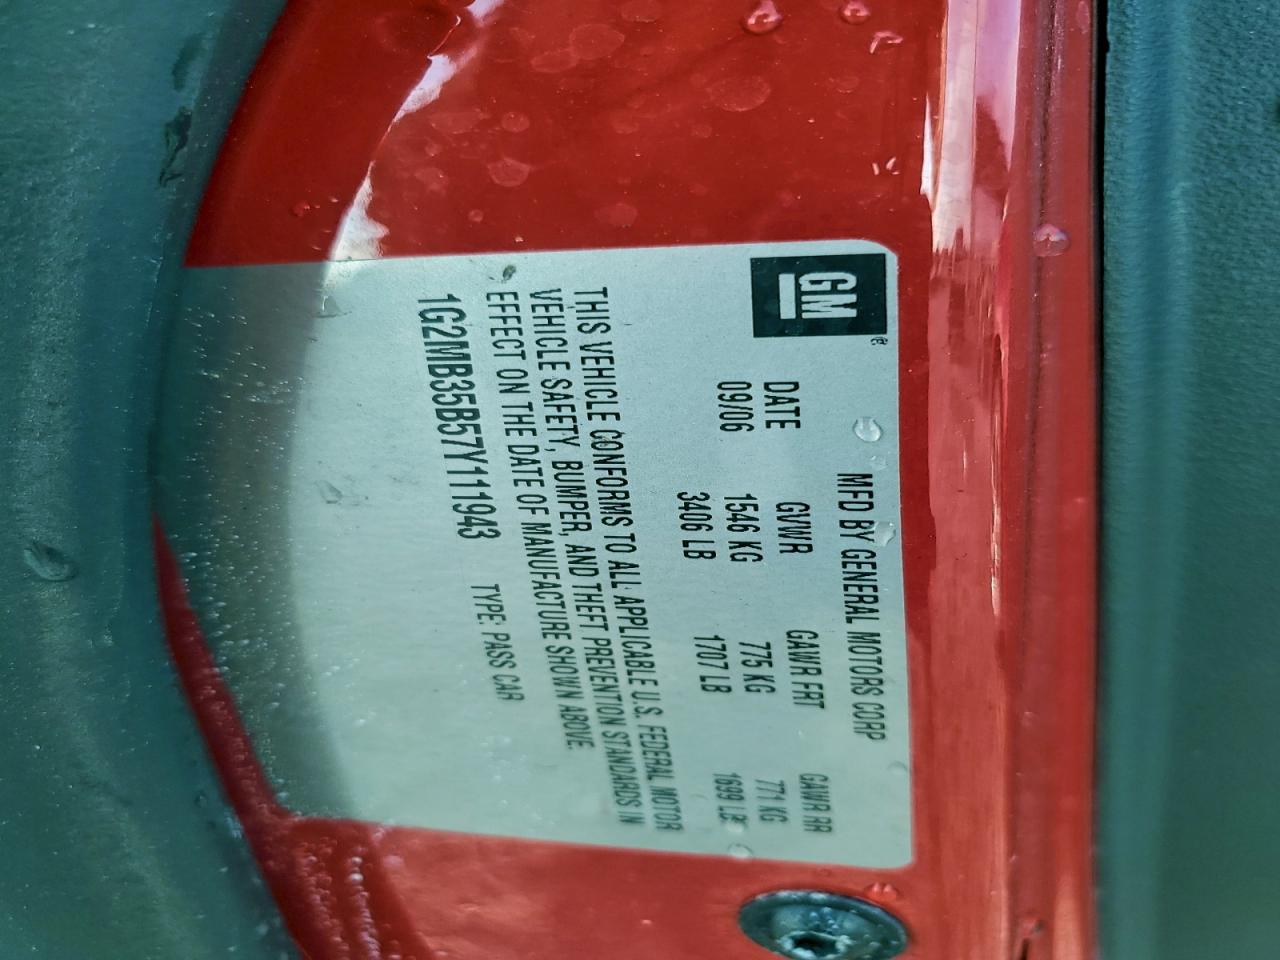 GM
MFD BY GENERAL MOTORS CORP
DATE GVWR GAWR FRT GAWR RR
09/06 1546 KG 775 KG 771 KG
3406 LB 1707 LB 1699 LB
THIS VEHICLE CONFORMS TO ALL APPLICABLE U.S. FEDERAL MOTOR
VEHICLE SAFETY, BUMPER, AND THEFT PREVENTION STANDARDS IN
EFFECT ON THE DATE OF MANUFACTURE SHOWN ABOVE.
1G2MB35B57Y111943 TYPE: PASS CAR